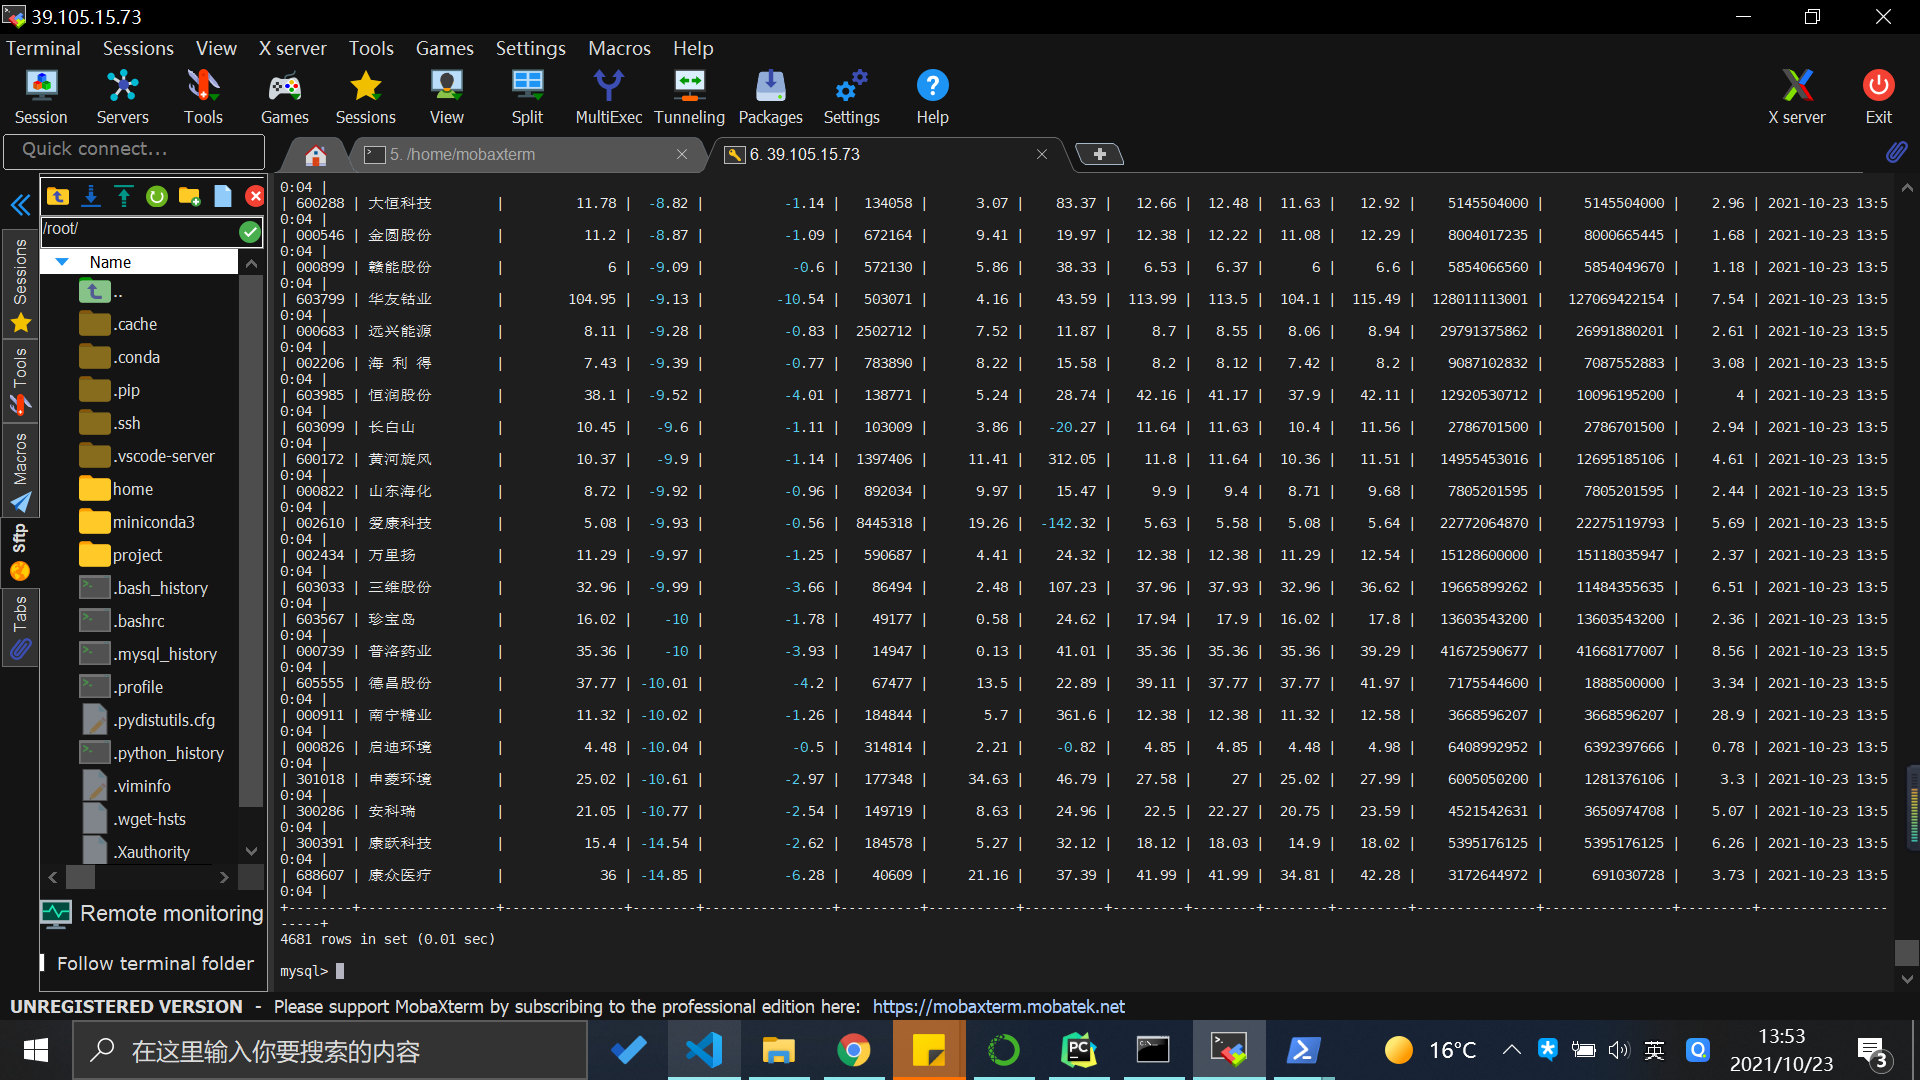 39.105.15.73
Terminal Sessions View X server Tools Games Settings Macros Help
Session Servers Tools Games Sessions View Split MultiExec Tunneling Packages Settings Help X server Exit
Quick connect...
5. /home/mobaxterm
6. 39.105.15.73
/root/
Name
..
.cache
.conda
.pip
.ssh
.vscode-server
home
miniconda3
project
.bash_history
.bashrc
.mysql_history
.profile
.pydistutils.cfg
.python_history
.viminfo
.wget-hsts
.Xauthority
Sessions
Tools
Macros
Sftp
Tabs
Remote monitoring
Follow terminal folder
0:04 |
| 600288 | 大恒科技 | 11.78 | -8.82 | -1.14 | 134058 | 3.07 | 83.37 | 12.66 | 12.48 | 11.63 | 12.92 | 5145504000 | 5145504000 | 2.96 | 2021-10-23 13:5
0:04 |
| 000546 | 金圆股份 | 11.2 | -8.87 | -1.09 | 672164 | 9.41 | 19.97 | 12.38 | 12.22 | 11.08 | 12.29 | 8004017235 | 8000665445 | 1.68 | 2021-10-23 13:5
0:04 |
| 000899 | 赣能股份 | 6 | -9.09 | -0.6 | 572130 | 5.86 | 38.33 | 6.53 | 6.37 | 6 | 6.6 | 5854066560 | 5854049670 | 1.18 | 2021-10-23 13:5
0:04 |
| 603799 | 华友钴业 | 104.95 | -9.13 | -10.54 | 503071 | 4.16 | 43.59 | 113.99 | 113.5 | 104.1 | 115.49 | 128011113001 | 127069422154 | 7.54 | 2021-10-23 13:5
0:04 |
| 000683 | 远兴能源 | 8.11 | -9.28 | -0.83 | 2502712 | 7.52 | 11.87 | 8.7 | 8.55 | 8.06 | 8.94 | 29791375862 | 26991880201 | 2.61 | 2021-10-23 13:5
0:04 |
| 002206 | 海 利 得 | 7.43 | -9.39 | -0.77 | 783890 | 8.22 | 15.58 | 8.2 | 8.12 | 7.42 | 8.2 | 9087102832 | 7087552883 | 3.08 | 2021-10-23 13:5
0:04 |
| 603985 | 恒润股份 | 38.1 | -9.52 | -4.01 | 138771 | 5.24 | 28.74 | 42.16 | 41.17 | 37.9 | 42.11 | 12920530712 | 10096195200 | 4 | 2021-10-23 13:5
0:04 |
| 603099 | 长白山 | 10.45 | -9.6 | -1.11 | 103009 | 3.86 | -20.27 | 11.64 | 11.63 | 10.4 | 11.56 | 2786701500 | 2786701500 | 2.94 | 2021-10-23 13:5
0:04 |
| 600172 | 黄河旋风 | 10.37 | -9.9 | -1.14 | 1397406 | 11.41 | 312.05 | 11.8 | 11.64 | 10.36 | 11.51 | 14955453016 | 12695185106 | 4.61 | 2021-10-23 13:5
0:04 |
| 000822 | 山东海化 | 8.72 | -9.92 | -0.96 | 892034 | 9.97 | 15.47 | 9.9 | 9.4 | 8.71 | 9.68 | 7805201595 | 7805201595 | 2.44 | 2021-10-23 13:5
0:04 |
| 002610 | 爱康科技 | 5.08 | -9.93 | -0.56 | 8445318 | 19.26 | -142.32 | 5.63 | 5.58 | 5.08 | 5.64 | 22772064870 | 22275119793 | 5.69 | 2021-10-23 13:5
0:04 |
| 002434 | 万里扬 | 11.29 | -9.97 | -1.25 | 590687 | 4.41 | 24.32 | 12.38 | 12.38 | 11.29 | 12.54 | 15128600000 | 15118035947 | 2.37 | 2021-10-23 13:5
0:04 |
| 603033 | 三维股份 | 32.96 | -9.99 | -3.66 | 86494 | 2.48 | 107.23 | 37.96 | 37.93 | 32.96 | 36.62 | 19665899262 | 11484355635 | 6.51 | 2021-10-23 13:5
0:04 |
| 603567 | 珍宝岛 | 16.02 | -10 | -1.78 | 49177 | 0.58 | 24.62 | 17.94 | 17.9 | 16.02 | 17.8 | 13603543200 | 13603543200 | 2.36 | 2021-10-23 13:5
0:04 |
| 000739 | 普洛药业 | 35.36 | -10 | -3.93 | 14947 | 0.13 | 41.01 | 35.36 | 35.36 | 35.36 | 39.29 | 41672590677 | 41668177007 | 8.56 | 2021-10-23 13:5
0:04 |
| 605555 | 德昌股份 | 37.77 | -10.01 | -4.2 | 67477 | 13.5 | 22.89 | 39.11 | 37.77 | 37.77 | 41.97 | 7175544600 | 1888500000 | 3.34 | 2021-10-23 13:5
0:04 |
| 000911 | 南宁糖业 | 11.32 | -10.02 | -1.26 | 184844 | 5.7 | 361.6 | 12.38 | 12.38 | 11.32 | 12.58 | 3668596207 | 3668596207 | 28.9 | 2021-10-23 13:5
0:04 |
| 000826 | 启迪环境 | 4.48 | -10.04 | -0.5 | 314814 | 2.21 | -0.82 | 4.85 | 4.85 | 4.48 | 4.98 | 6408992952 | 6392397666 | 0.78 | 2021-10-23 13:5
0:04 |
| 301018 | 申菱环境 | 25.02 | -10.61 | -2.97 | 177348 | 34.63 | 46.79 | 27.58 | 27 | 25.02 | 27.99 | 6005050200 | 1281376106 | 3.3 | 2021-10-23 13:5
0:04 |
| 300286 | 安科瑞 | 21.05 | -10.77 | -2.54 | 149719 | 8.63 | 24.96 | 22.5 | 22.27 | 20.75 | 23.59 | 4521542631 | 3650974708 | 5.07 | 2021-10-23 13:5
0:04 |
| 300391 | 康跃科技 | 15.4 | -14.54 | -2.62 | 184578 | 5.27 | 32.12 | 18.12 | 18.03 | 14.9 | 18.02 | 5395176125 | 5395176125 | 6.26 | 2021-10-23 13:5
0:04 |
| 688607 | 康众医疗 | 36 | -14.85 | -6.28 | 40609 | 21.16 | 37.39 | 41.99 | 41.99 | 34.81 | 42.28 | 3172644972 | 691030728 | 3.73 | 2021-10-23 13:5
0:04 |
+--------+-----------------+---------------+--------+----------------+-----------+-----------+----------+---------+--------+--------+---------+---------------+----------------+---------+----------------
-----+
4681 rows in set (0.01 sec)
mysql>
UNREGISTERED VERSION - Please support MobaXterm by subscribing to the professional edition here: https://mobaxterm.mobatek.net
在这里输入你要搜索的内容
PC
16°C
英
Q
13:53
2021/10/23
3